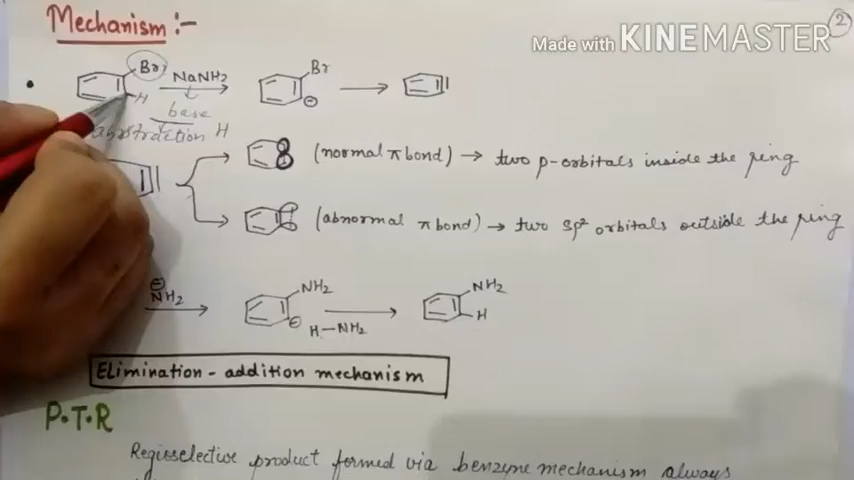 Mechanism :-
Made with KINEMASTER
2
Br NaNH2 Br
H base
abstraction H
(normal π bond) → two p-orbitals inside the ring
(abnormal π bond) → two sp2 orbitals outside the ring
⊖
NH2 NH2 NH2
H-NH2 H
Elimination - addition mechanism
P.T.R
Regioselective product formed via benzyne mechanism always